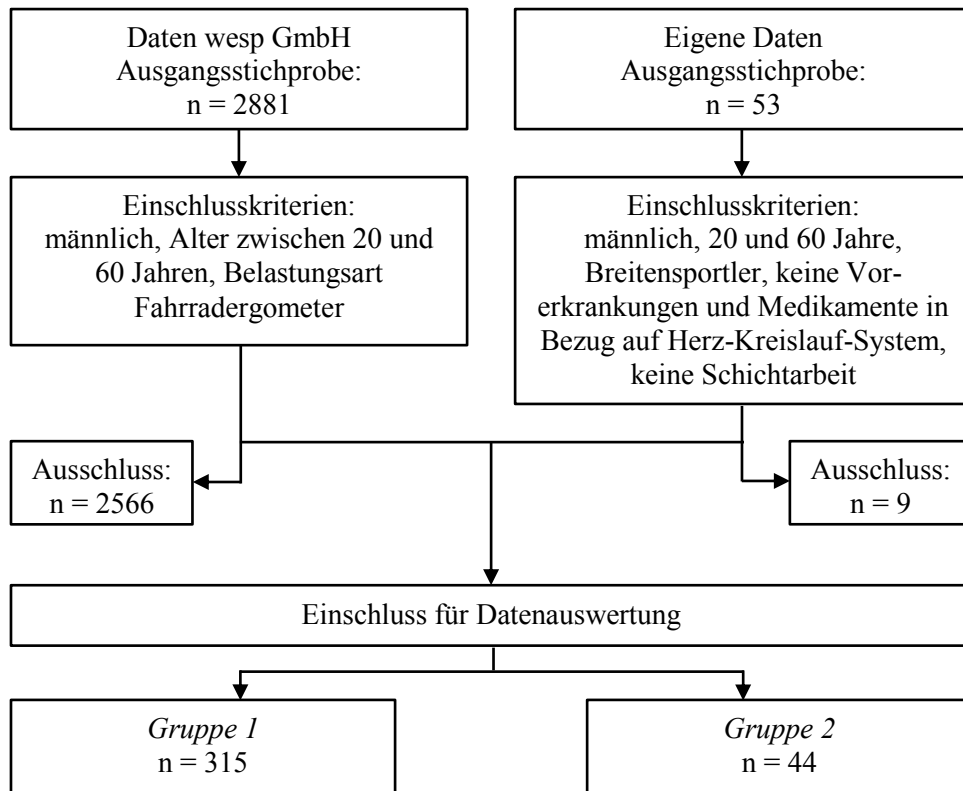 Daten wesp GmbH
Ausgangsstichprobe:
n = 2881
Eigene Daten
Ausgangsstichprobe:
n = 53
Einschlusskriterien:
männlich, Alter zwischen 20 und
60 Jahren, Belastungsart
Fahrradergometer
Einschlusskriterien:
männlich, 20 und 60 Jahre,
Breitensportler, keine Vor-
erkrankungen und Medikamente in
Bezug auf Herz-Kreislauf-System,
keine Schichtarbeit
Ausschluss:
n = 2566
Ausschluss:
n = 9
Einschluss für Datenauswertung
Gruppe 1
n = 315
Gruppe 2
n = 44